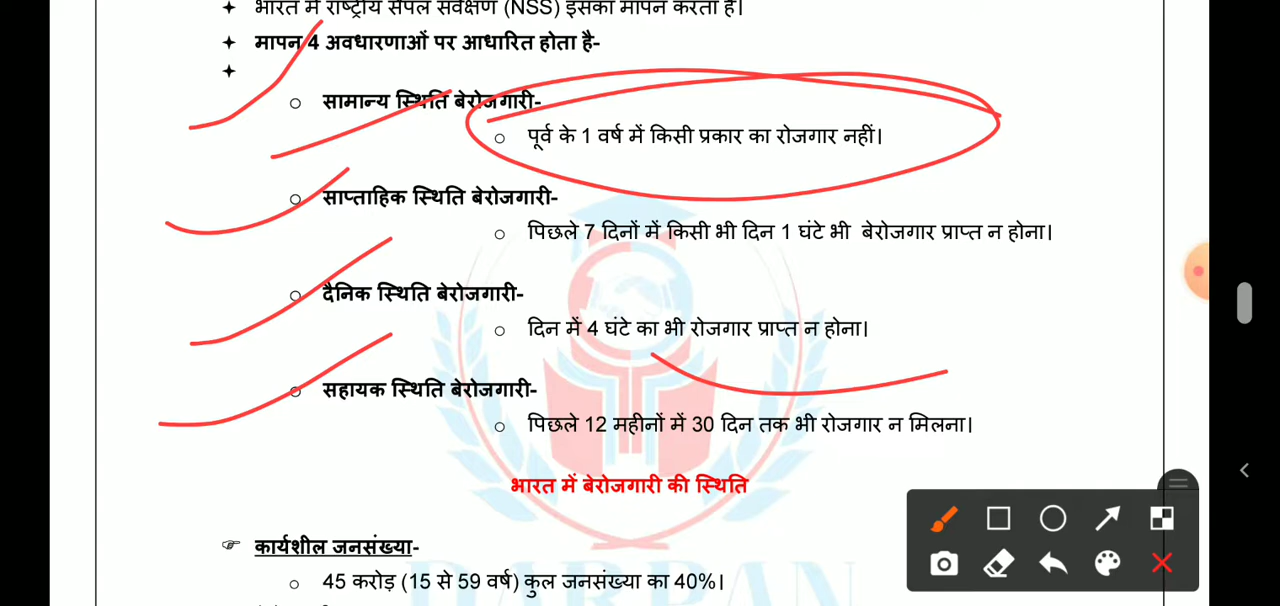 भारत में राष्ट्रीय सैंपल सर्वेक्षण (NSS) इसका मापन करता है।
मापन 4 अवधारणाओं पर आधारित होता है-
सामान्य स्थिति बेरोजगारी-
पूर्व के 1 वर्ष में किसी प्रकार का रोजगार नहीं।
साप्ताहिक स्थिति बेरोजगारी-
पिछले 7 दिनों में किसी भी दिन 1 घंटे भी बेरोजगार प्राप्त न होना।
दैनिक स्थिति बेरोजगारी-
दिन में 4 घंटे का भी रोजगार प्राप्त न होना।
सहायक स्थिति बेरोजगारी-
पिछले 12 महीनों में 30 दिन तक भी रोजगार न मिलना।
भारत में बेरोजगारी की स्थिति
कार्यशील जनसंख्या-
45 करोड़ (15 से 59 वर्ष) कुल जनसंख्या का 40%।
DARPAN